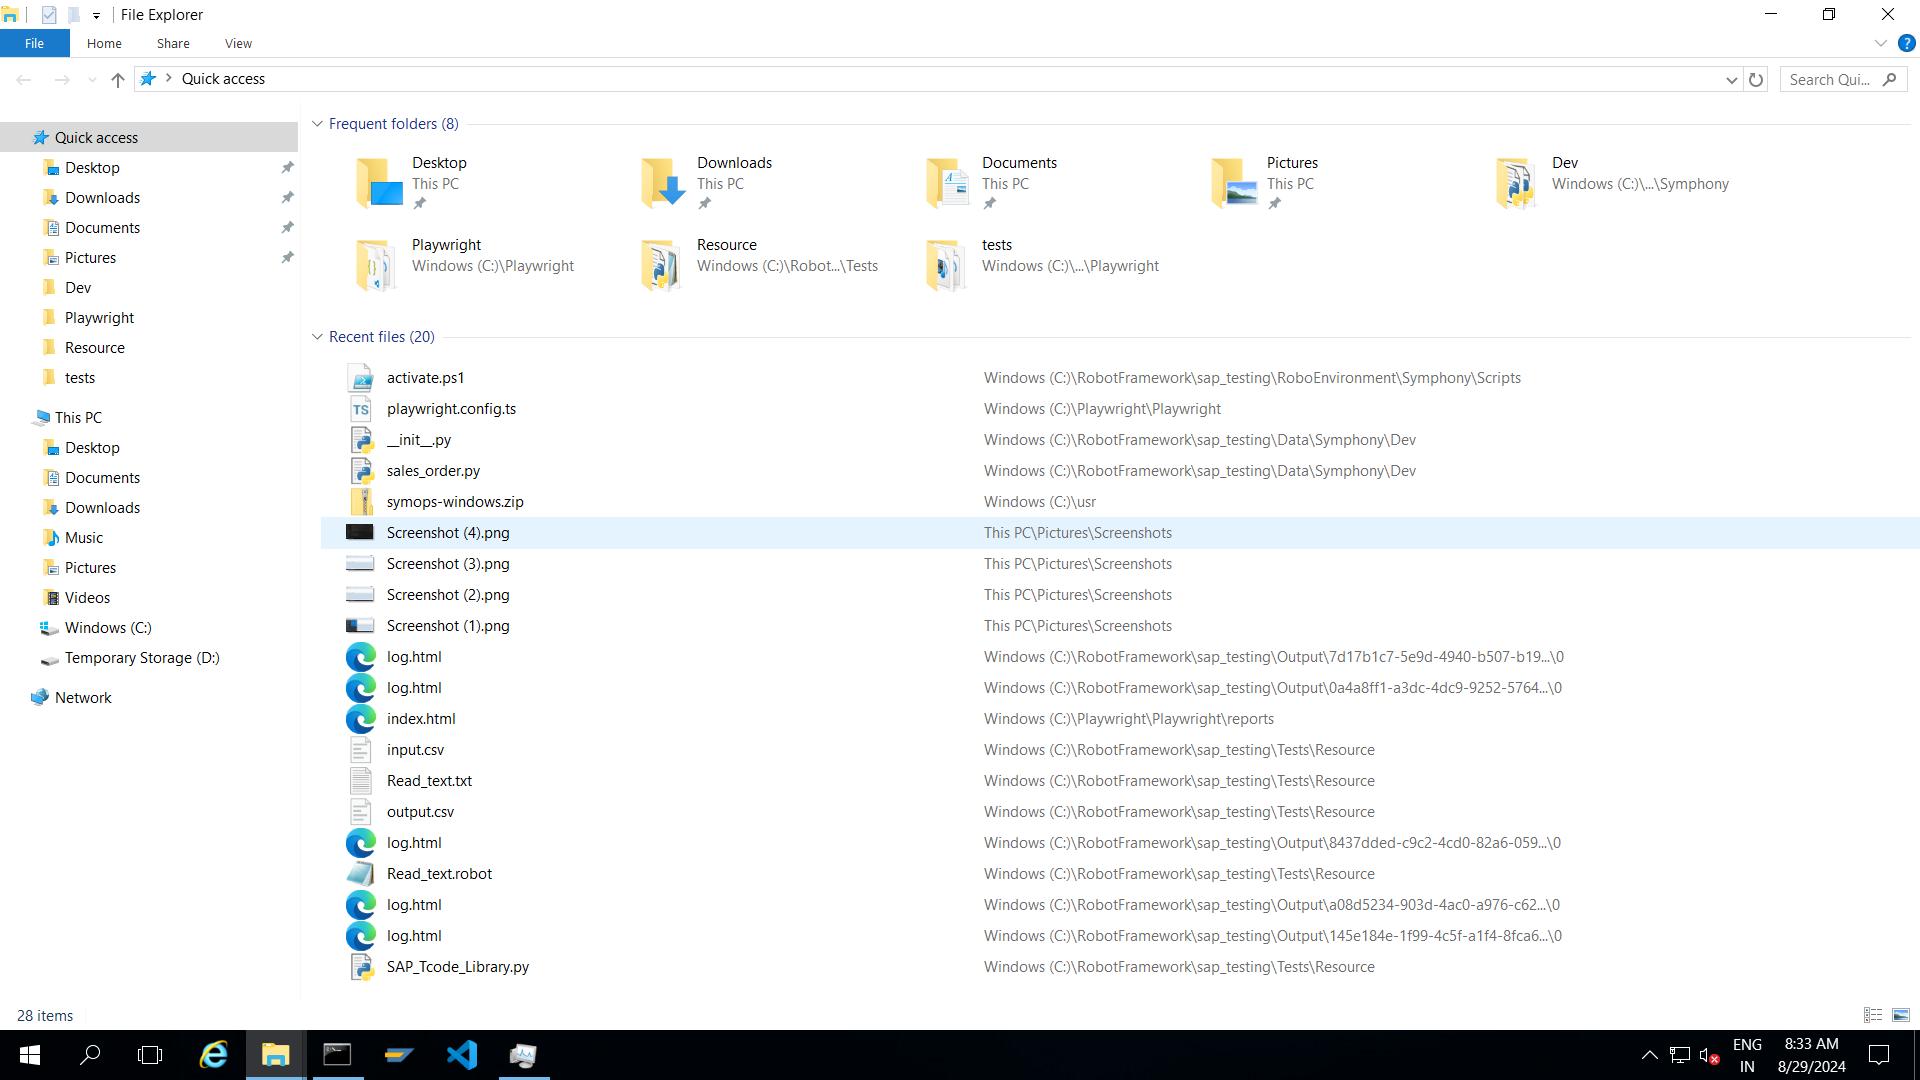 File Explorer
File
Home
Share
View
?
Quick access
Search Qui...
Quick access
Desktop
Downloads
Documents
Pictures
Dev
Playwright
Resource
tests
This PC
Desktop
Documents
Downloads
Music
Pictures
Videos
Windows (C:)
Temporary Storage (D:)
Network
Frequent folders (8)
Desktop
This PC
Downloads
This PC
Documents
This PC
Pictures
This PC
Dev
Windows (C:)\...\Symphony
Playwright
Windows (C:)\Playwright
Resource
Windows (C:)\Robot...\Tests
tests
Windows (C:)\...\Playwright
Recent files (20)
activate.ps1 Windows (C:)\RobotFramework\sap_testing\RoboEnvironment\Symphony\Scripts
TS playwright.config.ts Windows (C:)\Playwright\Playwright
__init__.py Windows (C:)\RobotFramework\sap_testing\Data\Symphony\Dev
sales_order.py Windows (C:)\RobotFramework\sap_testing\Data\Symphony\Dev
symops-windows.zip Windows (C:)\usr
Screenshot (4).png This PC\Pictures\Screenshots
Screenshot (3).png This PC\Pictures\Screenshots
Screenshot (2).png This PC\Pictures\Screenshots
Screenshot (1).png This PC\Pictures\Screenshots
log.html Windows (C:)\RobotFramework\sap_testing\Output\7d17b1c7-5e9d-4940-b507-b19...\0
log.html Windows (C:)\RobotFramework\sap_testing\Output\0a4a8ff1-a3dc-4dc9-9252-5764...\0
index.html Windows (C:)\Playwright\Playwright\reports
input.csv Windows (C:)\RobotFramework\sap_testing\Tests\Resource
Read_text.txt Windows (C:)\RobotFramework\sap_testing\Tests\Resource
output.csv Windows (C:)\RobotFramework\sap_testing\Tests\Resource
log.html Windows (C:)\RobotFramework\sap_testing\Output\8437dded-c9c2-4cd0-82a6-059...\0
Read_text.robot Windows (C:)\RobotFramework\sap_testing\Tests\Resource
log.html Windows (C:)\RobotFramework\sap_testing\Output\a08d5234-903d-4ac0-a976-c62...\0
log.html Windows (C:)\RobotFramework\sap_testing\Output\145e184e-1f99-4c5f-a1f4-8fca6...\0
SAP_Tcode_Library.py Windows (C:)\RobotFramework\sap_testing\Tests\Resource
28 items
ENG
IN
8:33 AM
8/29/2024